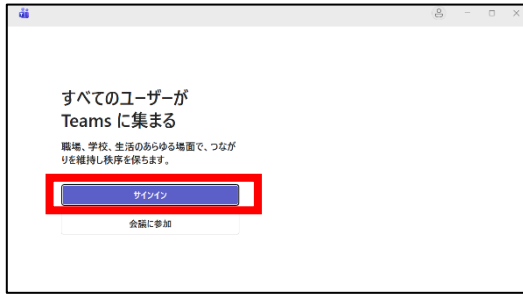 すべてのユーザーが
Teams に集まる
職場、学校、生活のあらゆる場面で、つなが
りを維持し秩序を保ちます。
サインイン
会議に参加